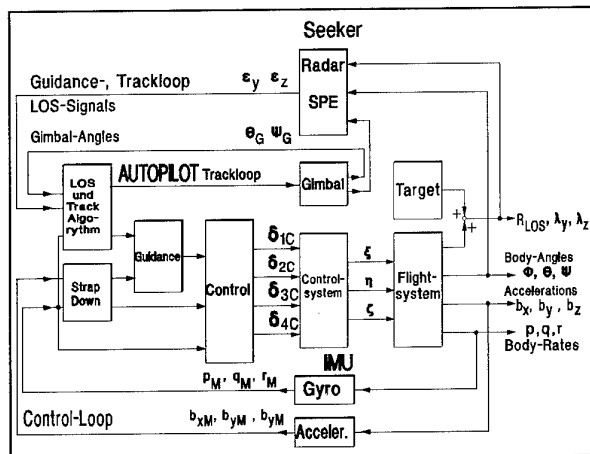 Seeker
Radar
SPE
Guidance-, Trackloop
εy εz
LOS-Signals
Gimbal-Angles
θG ΨG
LOS
und
Track
Algo-
rythm
AUTOPILOT Trackloop
Gimbal
Target
+
+
RLOS, λy, λz
Guidance
Strap
Down
Control
δ1C
δ2C
δ3C
δ4C
Control-
system
ξ
η
ζ
Flight-
system
Body-Angles
Φ, θ, Ψ
Accelerations
bx, by, bz
p, q, r
Body-Rates
IMU
pM, qM, rM
Gyro
Control-Loop
bxM, byM, byM
Acceler.